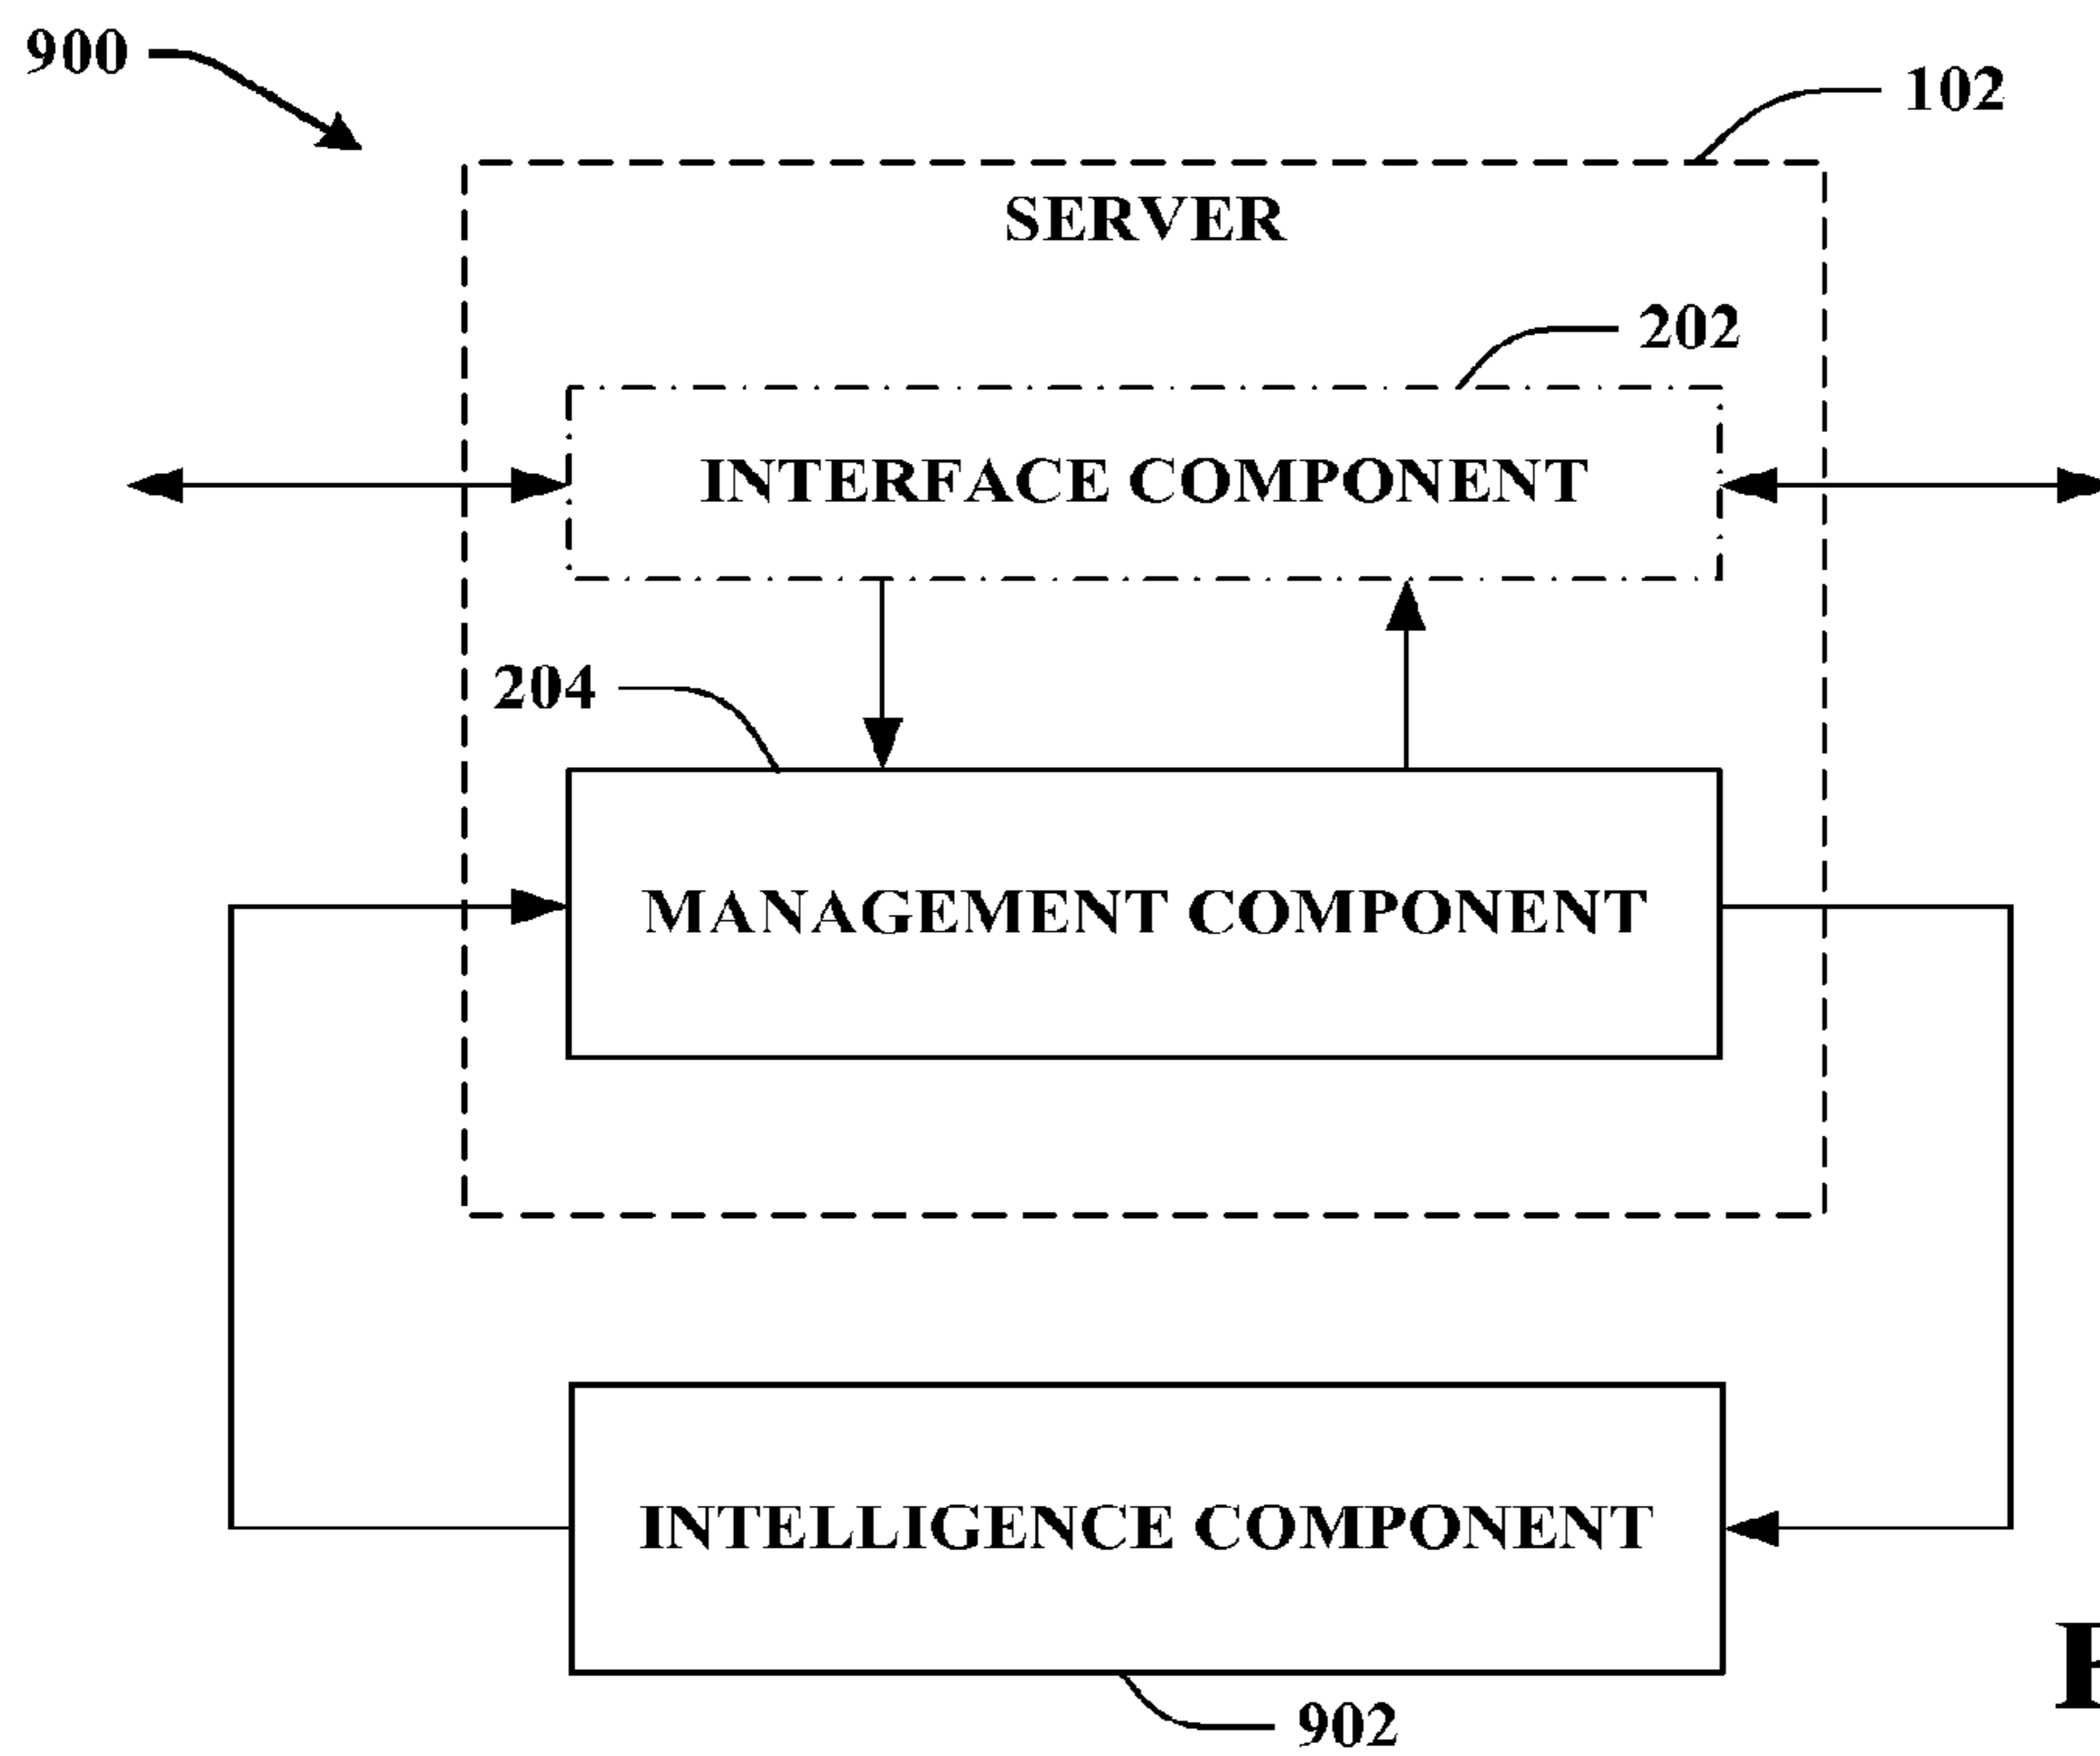 900
102
SERVER
202
INTERFACE COMPONENT
204
MANAGEMENT COMPONENT
INTELLIGENCE COMPONENT
902